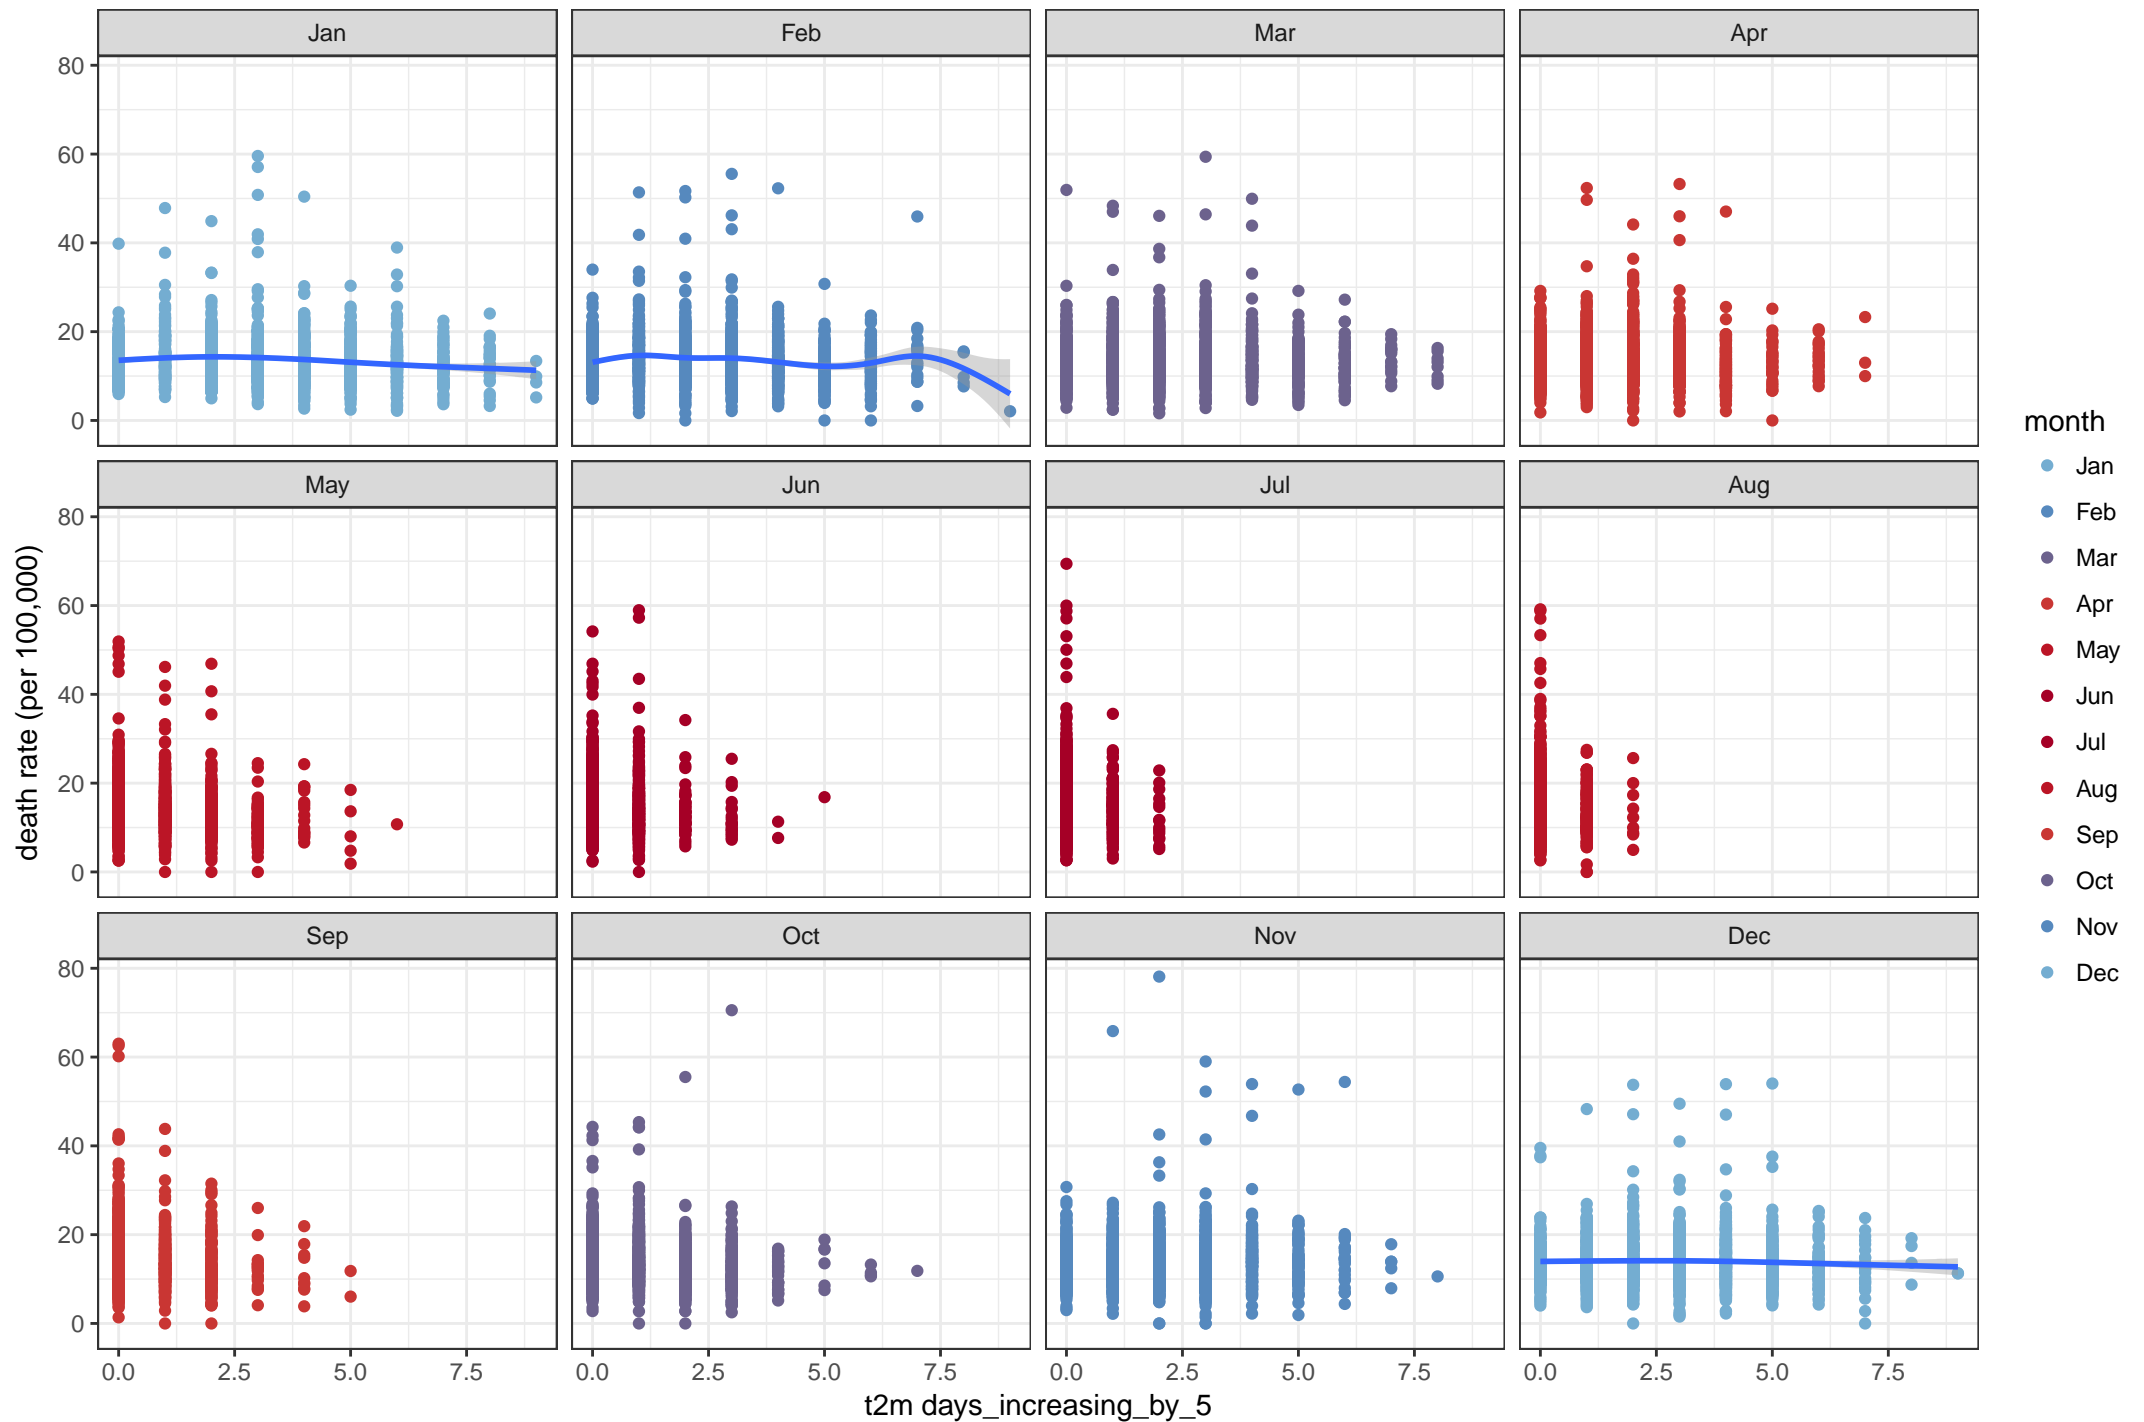 Jan Feb Mar Apr
80
60
40
20
0
May Jun Jul Aug
80
60
40
20
0
Sep Oct Nov Dec
80
60
40
20
0
0.0 2.5 5.0 7.5 0.0 2.5 5.0 7.5 0.0 2.5 5.0 7.5 0.0 2.5 5.0 7.5
t2m days_increasing_by_5
death rate (per 100,000)
month
Jan
Feb
Mar
Apr
May
Jun
Jul
Aug
Sep
Oct
Nov
Dec